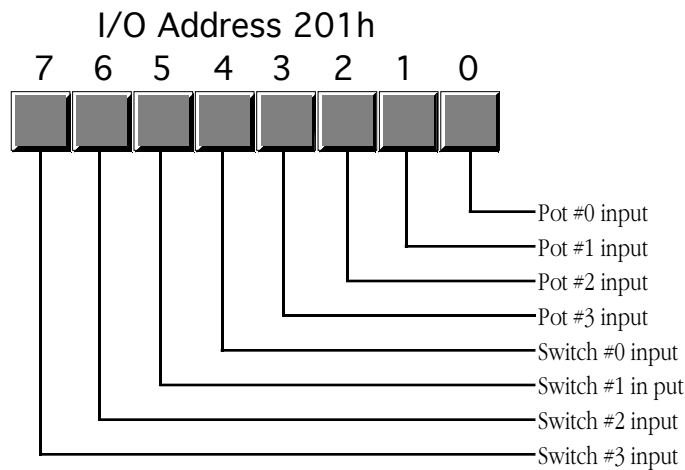 I/O Address 201h
7 6 5 4 3 2 1 0
Pot #0 input
Pot #1 input
Pot #2 input
Pot #3 input
Switch #0 input
Switch #1 in put
Switch #2 input
Switch #3 input